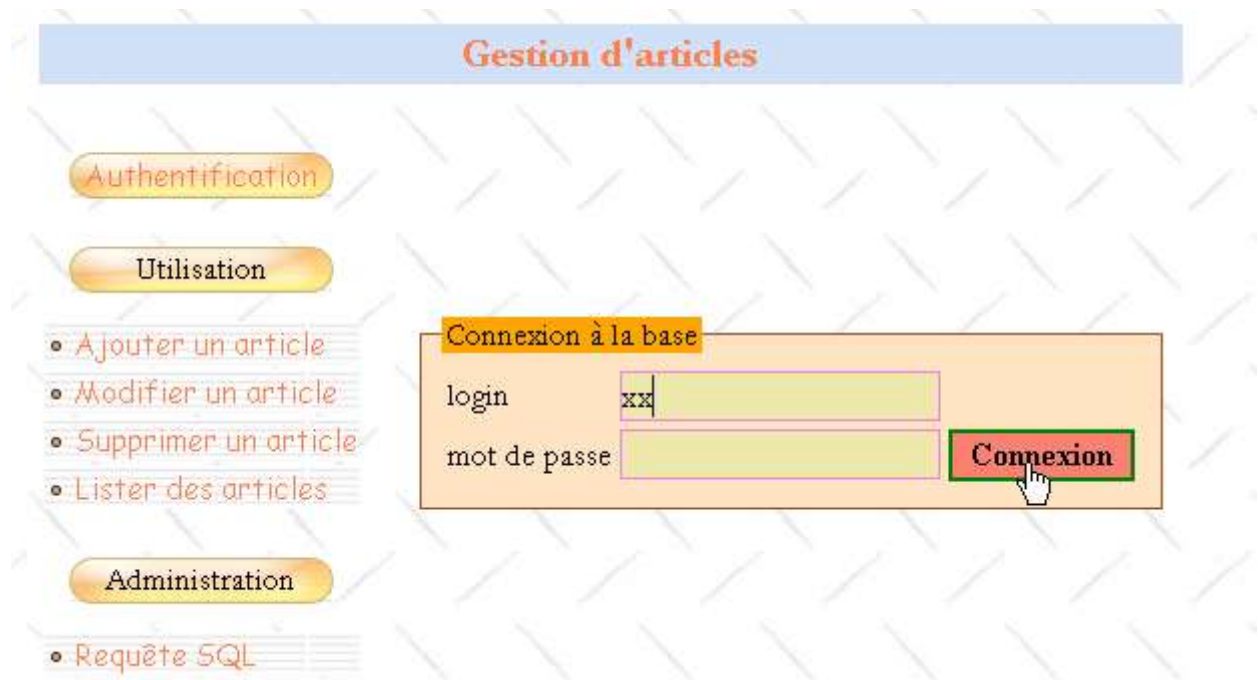 Gestion d'articles
Authentification
Utilisation
Ajouter un article
Modifier un article
Supprimer un article
Lister des articles
Administration
Requête SQL
Connexion à la base
login xx
mot de passe Connexion